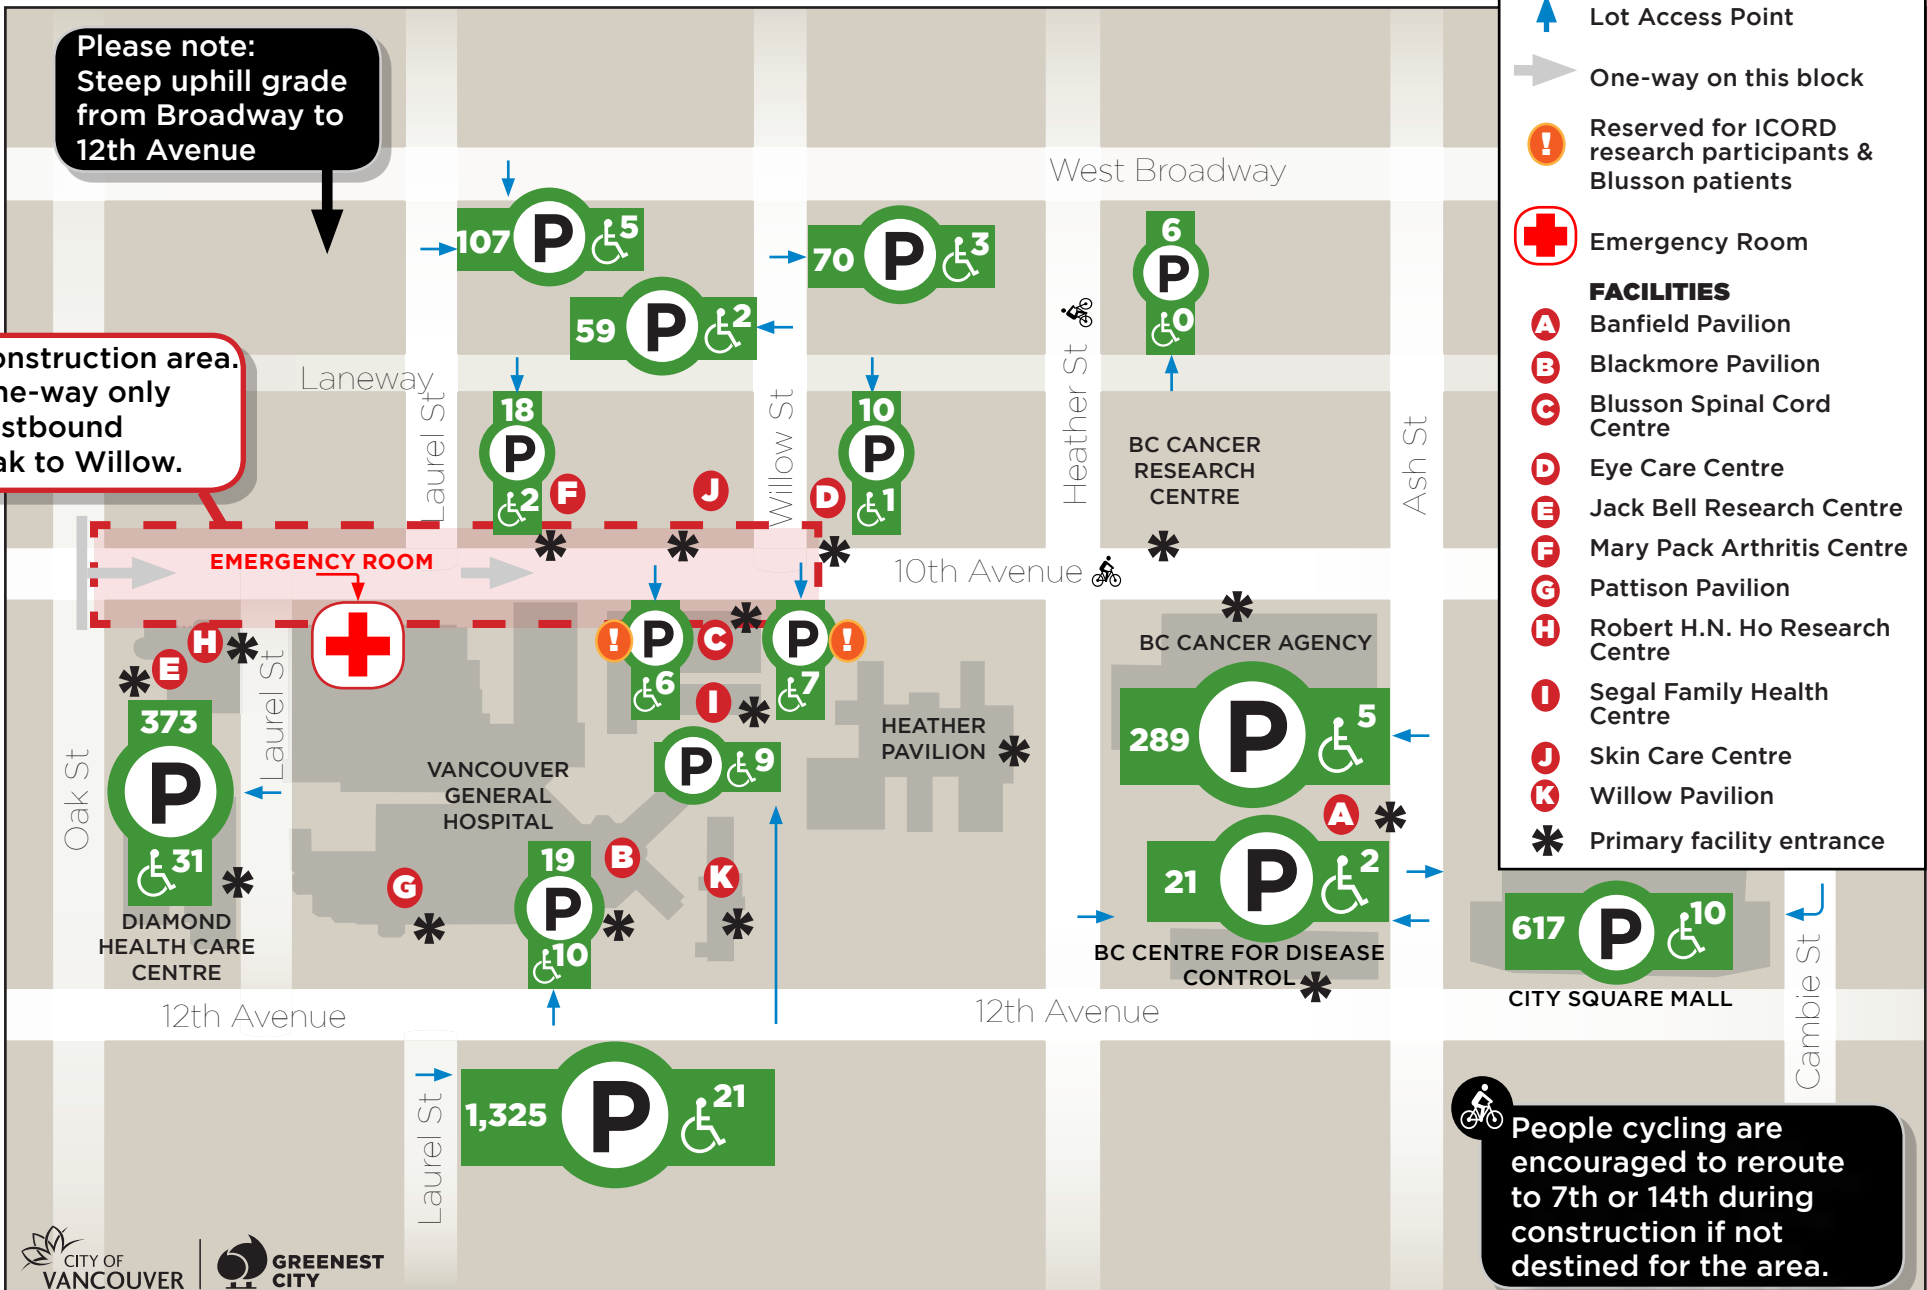 Please note:
Steep uphill grade
from Broadway to
12th Avenue
Lot Access Point
One-way on this block
! Reserved for ICORD
research participants &
Blusson patients
Emergency Room
FACILITIES
A Banfield Pavilion
B Blackmore Pavilion
C Blusson Spinal Cord
Centre
D Eye Care Centre
E Jack Bell Research Centre
F Mary Pack Arthritis Centre
G Pattison Pavilion
H Robert H.N. Ho Research
Centre
I Segal Family Health
Centre
J Skin Care Centre
K Willow Pavilion
Primary facility entrance
West Broadway
107 P 5
70 P 3
6
P
0
59 P 2
onstruction area.
ne-way only
stbound
ak to Willow.
Laneway
Laurel St
Willow St
Heather St
Ash St
18
P
2
10
P
1
F
J
D
BC CANCER
RESEARCH
CENTRE
EMERGENCY ROOM
10th Avenue
H
E
! P
6
C
P !
7
I
P 9
BC CANCER AGENCY
289 P 5
HEATHER
PAVILION
Oak St
Laurel St
373
P
31
DIAMOND
HEALTH CARE
CENTRE
VANCOUVER
GENERAL
HOSPITAL
G
19
P
10
B
K
A
21 P 2
BC CENTRE FOR DISEASE
CONTROL
617 P 10
CITY SQUARE MALL
Cambie St
12th Avenue
12th Avenue
Laurel St
1,325 P 21
People cycling are
encouraged to reroute
to 7th or 14th during
construction if not
destined for the area.
CITY OF
VANCOUVER
GREENEST
CITY